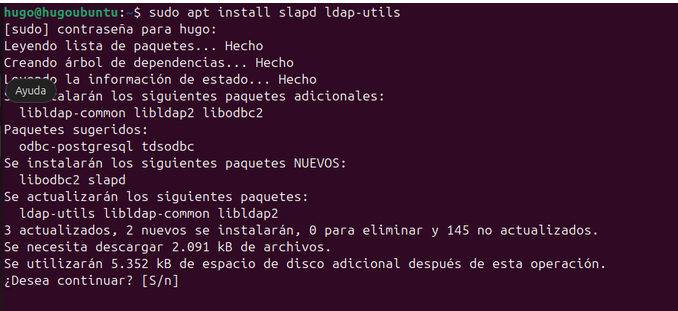 hugo@hugoubuntu:~$ sudo apt install slapd ldap-utils
[sudo] contraseña para hugo:
Leyendo lista de paquetes... Hecho
Creando árbol de dependencias... Hecho
la información de estado... Hecho
Ayuda
los siguientes paquetes adicionales:
libldap-common libldap2 libodbc2
Paquetes sugeridos:
odbc-postgresql tdsodbc
Se instalarán los siguientes paquetes NUEVOS:
libodbc2 slapd
Se actualizarán los siguientes paquetes:
ldap-utils libldap-common libldap2
3 actualizados, 2 nuevos se instalarán, 0 para eliminar y 145 no actualizados.
Se necesita descargar 2.091 kB de archivos.
Se utilizarán 5.352 kB de espacio de disco adicional después de esta operación.
¿Desea continuar? [S/n]